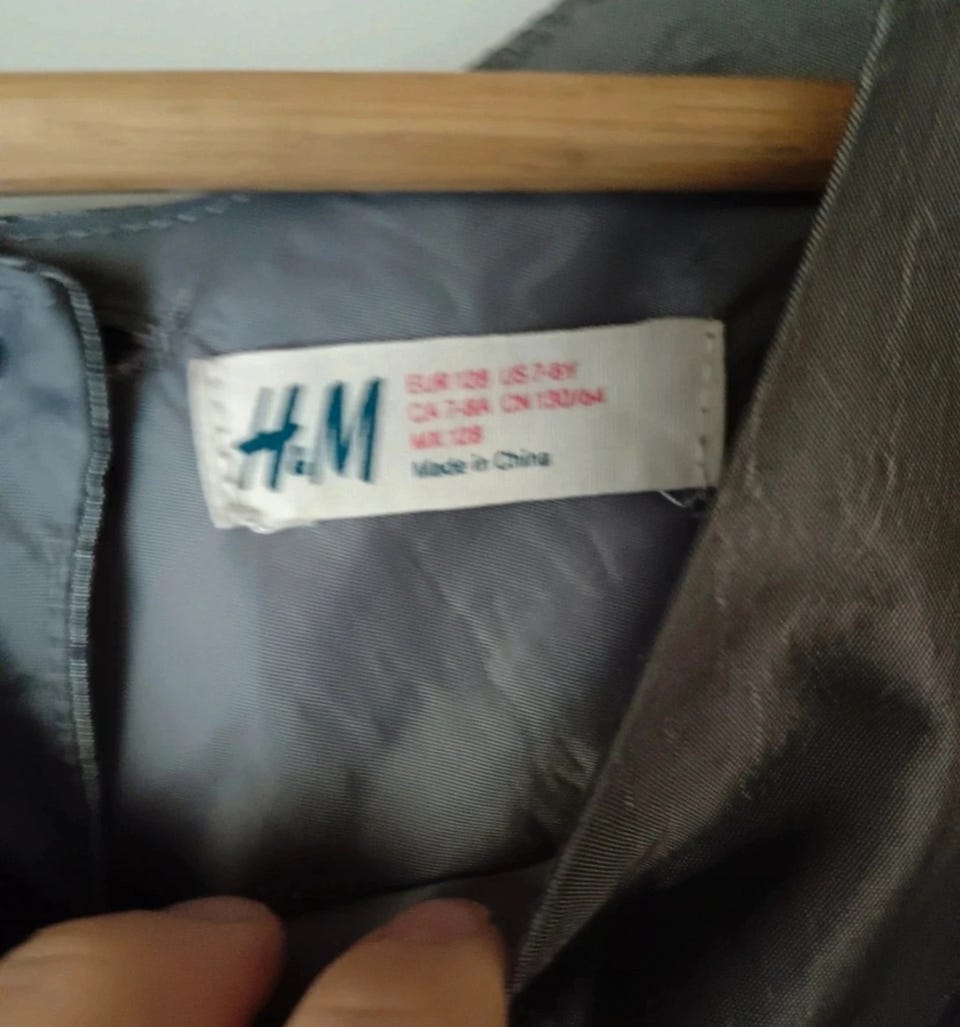 H&M
EUR 128 US 7-8Y
CA 7-8A CN 130/64
MX 128
Made in China